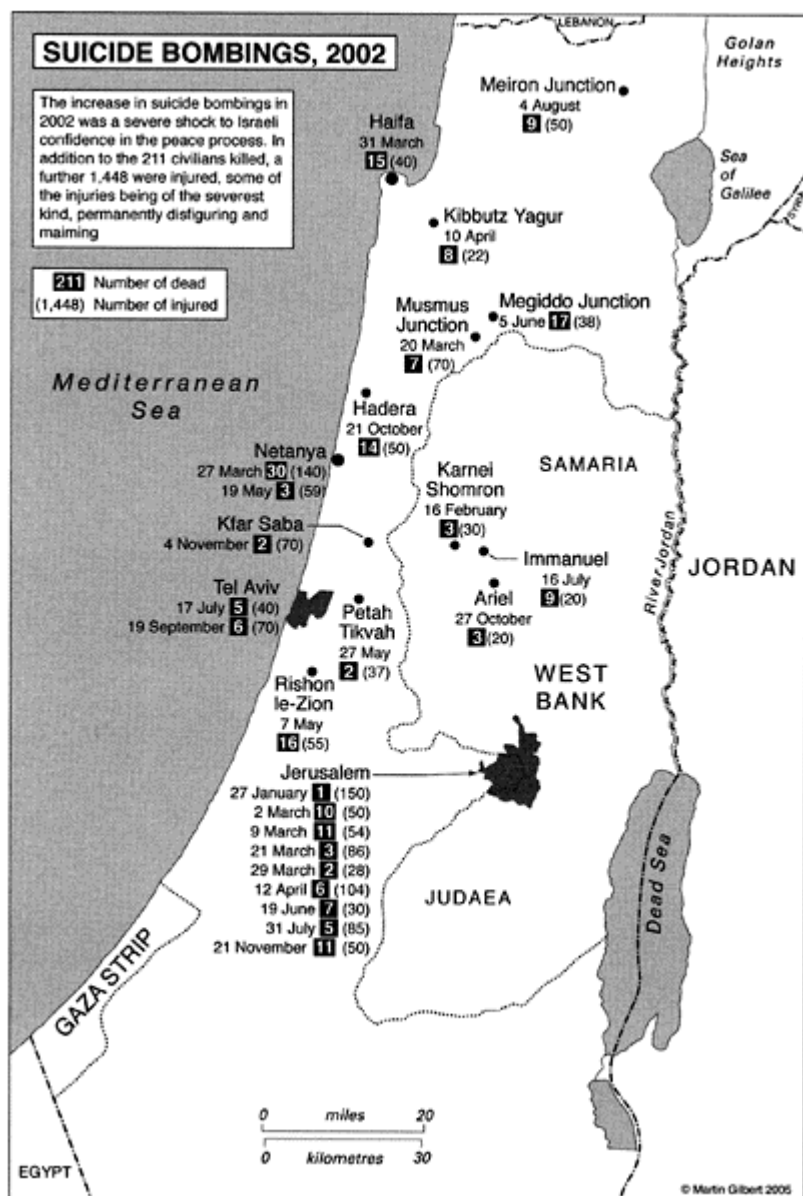 SUICIDE BOMBINGS, 2002
The increase in suicide bombings in
2002 was a severe shock to Israeli
confidence in the peace process. In
addition to the 211 civilians killed, a
further 1,448 were injured, some of
the injuries being of the severest
kind, permanently disfiguring and
maiming
211 Number of dead
(1,448) Number of injured
LEBANON
Golan
Heights
Meiron Junction
4 August
9 (50)
Haifa
31 March
15 (40)
Sea
of
Galilee
SYRIA
Kibbutz Yagur
10 April
8 (22)
Megiddo Junction
5 June 17 (38)
Musmus
Junction
20 March
7 (70)
Mediterranean
Sea
Hadera
21 October
14 (50)
Netanya
27 March 30 (140)
19 May 3 (59)
SAMARIA
Karnei
Shomron
16 February
3 (30)
Kfar Saba
4 November 2 (70)
Immanuel
16 July
9 (20)
River Jordan
JORDAN
Tel Aviv
17 July 5 (40)
19 September 6 (70)
Petah
Tikvah
27 May
2 (37)
Ariel
27 October
3 (20)
WEST
BANK
Rishon
le-Zion
7 May
16 (55)
Jerusalem
27 January 1 (150)
2 March 10 (50)
9 March 11 (54)
21 March 3 (86)
29 March 2 (28)
12 April 6 (104)
19 June 7 (30)
31 July 5 (85)
21 November 11 (50)
JUDAEA
Dead Sea
GAZA STRIP
0 miles 20
0 kilometres 30
EGYPT
© Martin Gilbert 2005